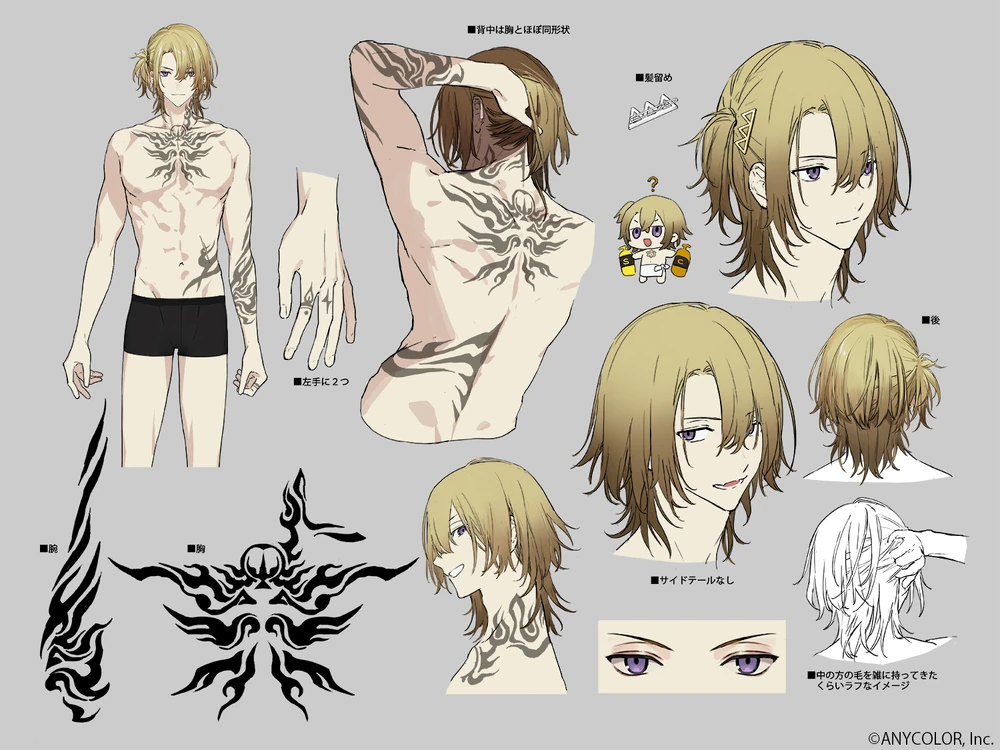 ■背中は胸とほぼ同形状
■髪留め
?
S C
■後
■左手に２つ
■腕
■胸
■サイドテールなし
■中の方の毛を雑に持ってきた
くらいラフなイメージ
©ANYCOLOR, Inc.